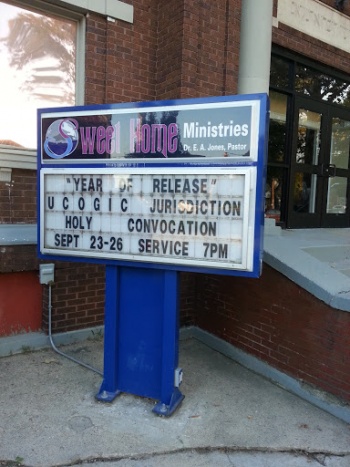 Sweet Home Ministries
Dr. E. A. Jones, Pastor
"YEAR OF RELEASE"
UCOGIC JURISDICTION
HOLY CONVOCATION
SEPT 23-26 SERVICE 7PM